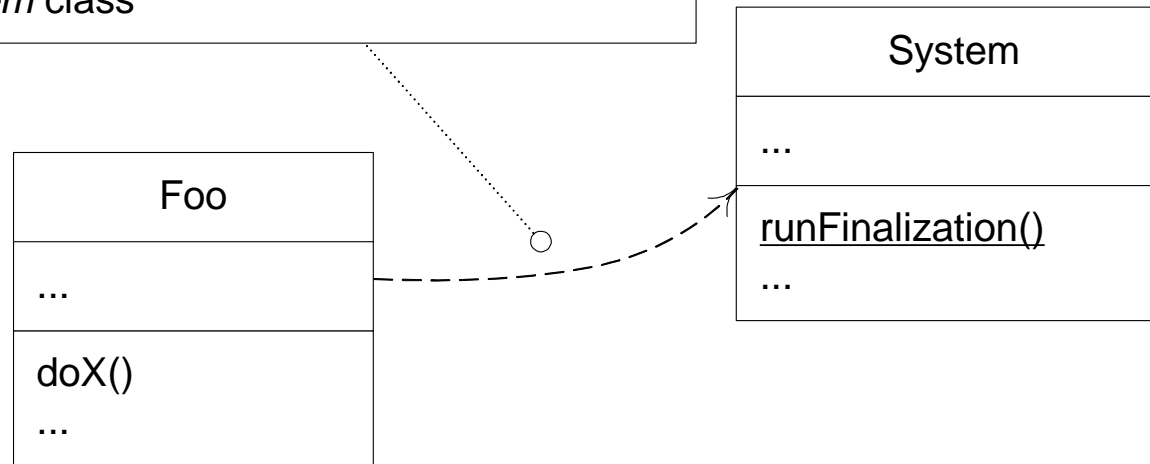 class
System
...
runFinalization()
...
Foo
...
doX()
...